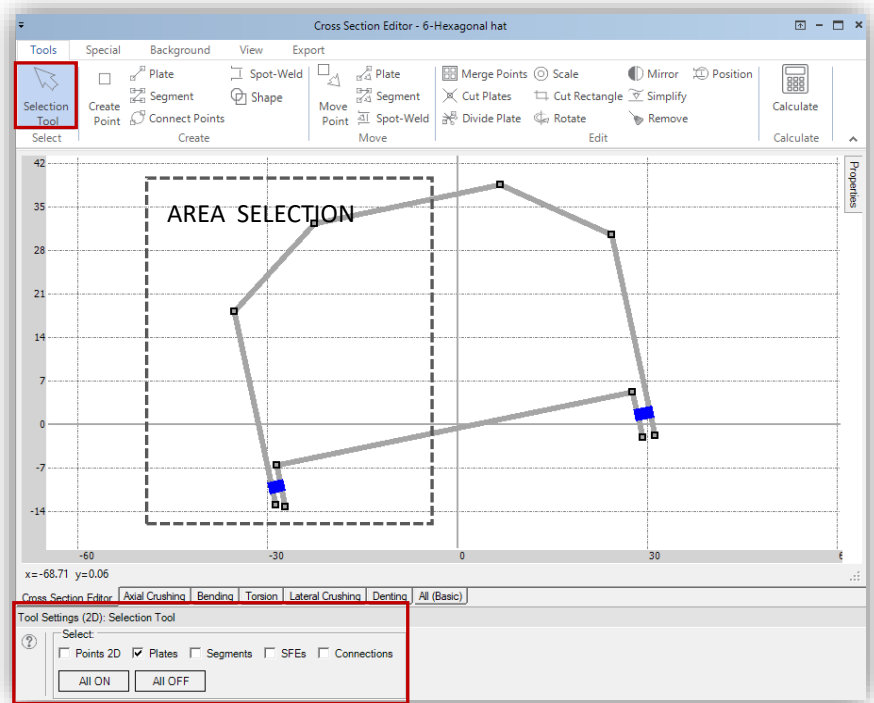 Cross Section Editor - 6-Hexagonal hat
Tools Special Background View Export
Plate Spot-Weld Plate Merge Points Scale Mirror Position
Segment Shape Segment Cut Plates Cut Rectangle Simplify
Selection Tool Create Point Connect Points Move Point Spot-Weld Divide Plate Rotate Remove Calculate
Select Create Move Edit Calculate
Properties
42
AREA SELECTION
35
28
21
14
7
0
-7
-14
-60 -30 0 30 6
x=-68.71 y=0.06
Cross Section Editor Axial Crushing Bending Torsion Lateral Crushing Denting All (Basic)
Tool Settings (2D): Selection Tool
Select:
Points 2D Plates Segments SFEs Connections
All ON All OFF